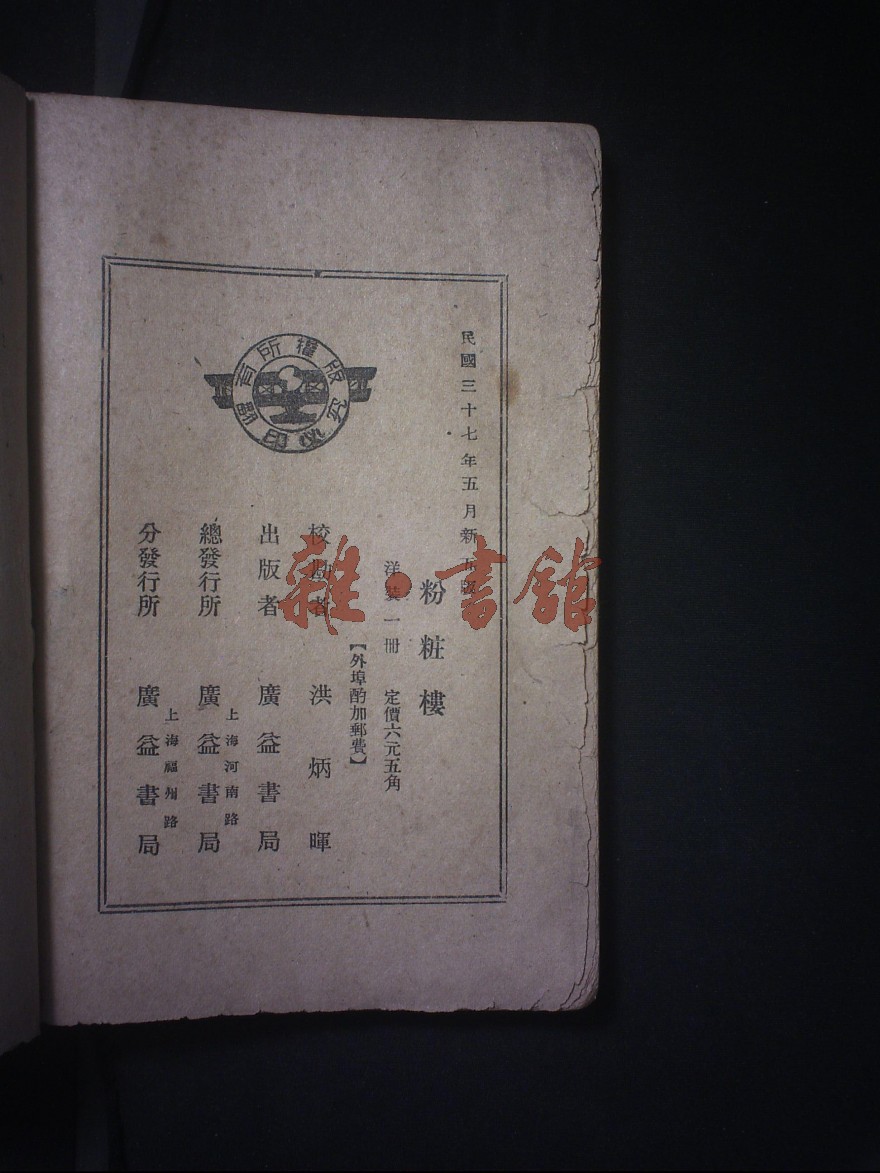 民國三十七年五月新 版
粉粧樓
洋裝一冊 定價六元五角
【外埠酌加郵費】
校勘者 洪炳暉
出版者 廣益書局
總發行所 上海河南路 廣益書局
分發行所 上海福州路 廣益書局
版權所有
翻印必究
雜·書館